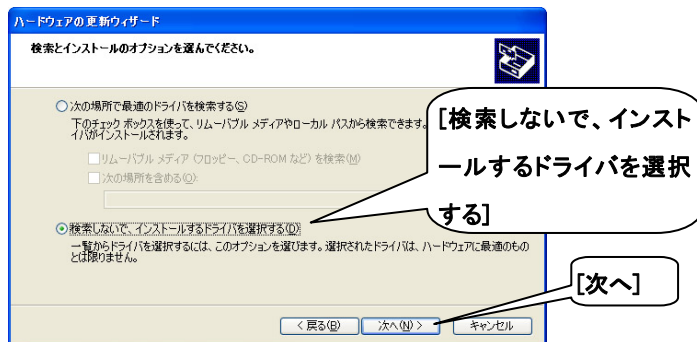 ハードウェアの更新ウィザード
検索とインストールのオプションを選んでください。
次の場所で最適のドライバを検索する(S)
下のチェック ボックスを使って、リムーバブル メディアやローカル パスから検索できます。
イバがインストールされます。
リムーバブル メディア (フロッピー、CD-ROM など) を検索(M)
次の場所を含める(O):
[検索しないで、インスト
ールするドライバを選択
する]
検索しないで、インストールするドライバを選択する(D)
一覧からドライバを選択するには、このオプションを選びます。選択されたドライバは、ハードウェアに最適のもの
とは限りません。
[次へ]
< 戻る(B)
次へ(N) >
キャンセル